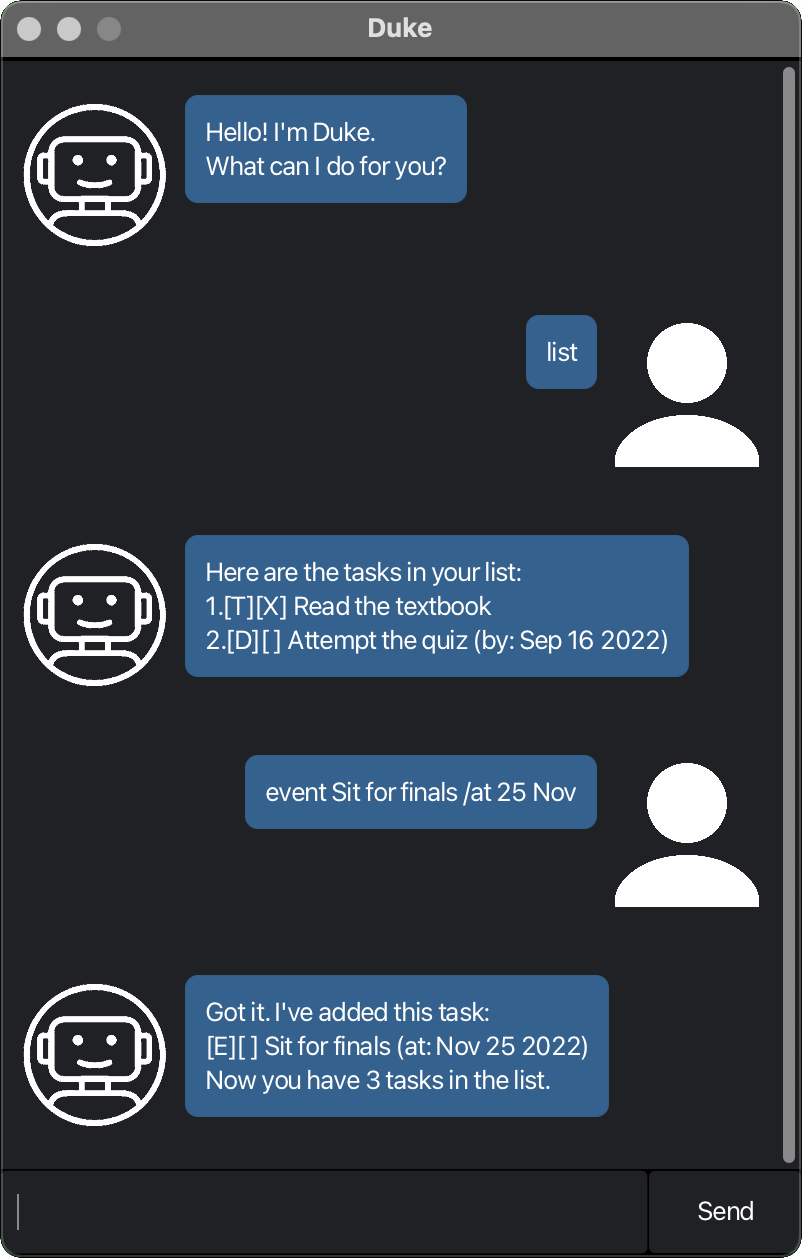 Duke
Hello! I'm Duke.
What can I do for you?
list
Here are the tasks in your list:
1.[T][X] Read the textbook
2.[D][ ] Attempt the quiz (by: Sep 16 2022)
event Sit for finals /at 25 Nov
Got it. I've added this task:
[E][ ] Sit for finals (at: Nov 25 2022)
Now you have 3 tasks in the list.
Send